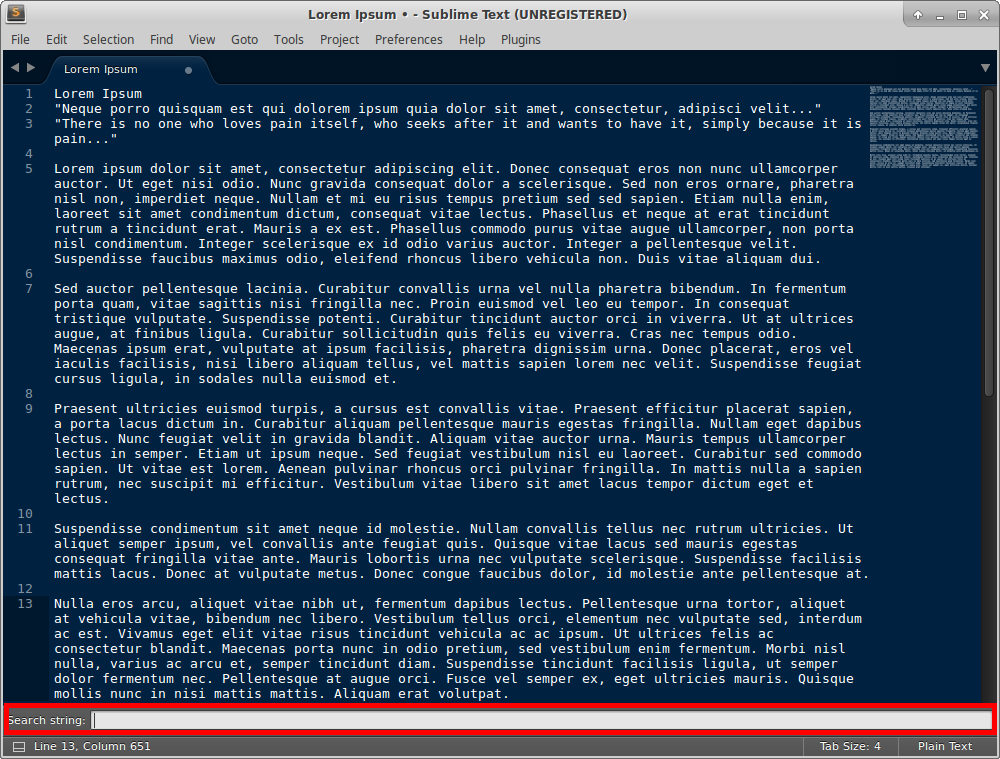 Lorem Ipsum • - Sublime Text (UNREGISTERED)
File Edit Selection Find View Goto Tools Project Preferences Help Plugins
Lorem Ipsum
1 Lorem Ipsum
2 "Neque porro quisquam est qui dolorem ipsum quia dolor sit amet, consectetur, adipisci velit..."
3 "There is no one who loves pain itself, who seeks after it and wants to have it, simply because it is
pain..."
4
5 Lorem ipsum dolor sit amet, consectetur adipiscing elit. Donec consequat eros non nunc ullamcorper
auctor. Ut eget nisi odio. Nunc gravida consequat dolor a scelerisque. Sed non eros ornare, pharetra
nisl non, imperdiet neque. Nullam et mi eu risus tempus pretium sed sed sapien. Etiam nulla enim,
laoreet sit amet condimentum dictum, consequat vitae lectus. Phasellus et neque at erat tincidunt
rutrum a tincidunt erat. Mauris a ex est. Phasellus commodo purus vitae augue ullamcorper, non porta
nisl condimentum. Integer scelerisque ex id odio varius auctor. Integer a pellentesque velit.
Suspendisse faucibus maximus odio, eleifend rhoncus libero vehicula non. Duis vitae aliquam dui.
6
7 Sed auctor pellentesque lacinia. Curabitur convallis urna vel nulla pharetra bibendum. In fermentum
porta quam, vitae sagittis nisi fringilla nec. Proin euismod vel leo eu tempor. In consequat
tristique vulputate. Suspendisse potenti. Curabitur tincidunt auctor orci in viverra. Ut at ultrices
augue, at finibus ligula. Curabitur sollicitudin quis felis eu viverra. Cras nec tempus odio.
Maecenas ipsum erat, vulputate at ipsum facilisis, pharetra dignissim urna. Donec placerat, eros vel
iaculis facilisis, nisi libero aliquam tellus, vel mattis sapien lorem nec velit. Suspendisse feugiat
cursus ligula, in sodales nulla euismod et.
8
9 Praesent ultricies euismod turpis, a cursus est convallis vitae. Praesent efficitur placerat sapien,
a porta lacus dictum in. Curabitur aliquam pellentesque mauris egestas fringilla. Nullam eget dapibus
lectus. Nunc feugiat velit in gravida blandit. Aliquam vitae auctor urna. Mauris tempus ullamcorper
lectus in semper. Etiam ut ipsum neque. Sed feugiat vestibulum nisl eu laoreet. Curabitur sed commodo
sapien. Ut vitae est lorem. Aenean pulvinar rhoncus orci pulvinar fringilla. In mattis nulla a sapien
rutrum, nec suscipit mi efficitur. Vestibulum vitae libero sit amet lacus tempor dictum eget et
lectus.
10
11 Suspendisse condimentum sit amet neque id molestie. Nullam convallis tellus nec rutrum ultricies. Ut
aliquet semper ipsum, vel convallis ante feugiat quis. Quisque vitae lacus sed mauris egestas
consequat fringilla vitae ante. Mauris lobortis urna nec vulputate scelerisque. Suspendisse facilisis
mattis lacus. Donec at vulputate metus. Donec congue faucibus dolor, id molestie ante pellentesque at.
12
13 Nulla eros arcu, aliquet vitae nibh ut, fermentum dapibus lectus. Pellentesque urna tortor, aliquet
at vehicula vitae, bibendum nec libero. Vestibulum tellus orci, elementum nec vulputate sed, interdum
ac est. Vivamus eget elit vitae risus tincidunt vehicula ac ac ipsum. Ut ultrices felis ac
consectetur blandit. Maecenas porta nunc in odio pretium, sed vestibulum enim fermentum. Morbi nisl
nulla, varius ac arcu et, semper tincidunt diam. Suspendisse tincidunt facilisis ligula, ut semper
dolor fermentum nec. Pellentesque at augue orci. Fusce vel semper ex, eget ultricies mauris. Quisque
mollis nunc in nisi mattis mattis. Aliquam erat volutpat.
Search string:
Line 13, Column 651 Tab Size: 4 Plain Text